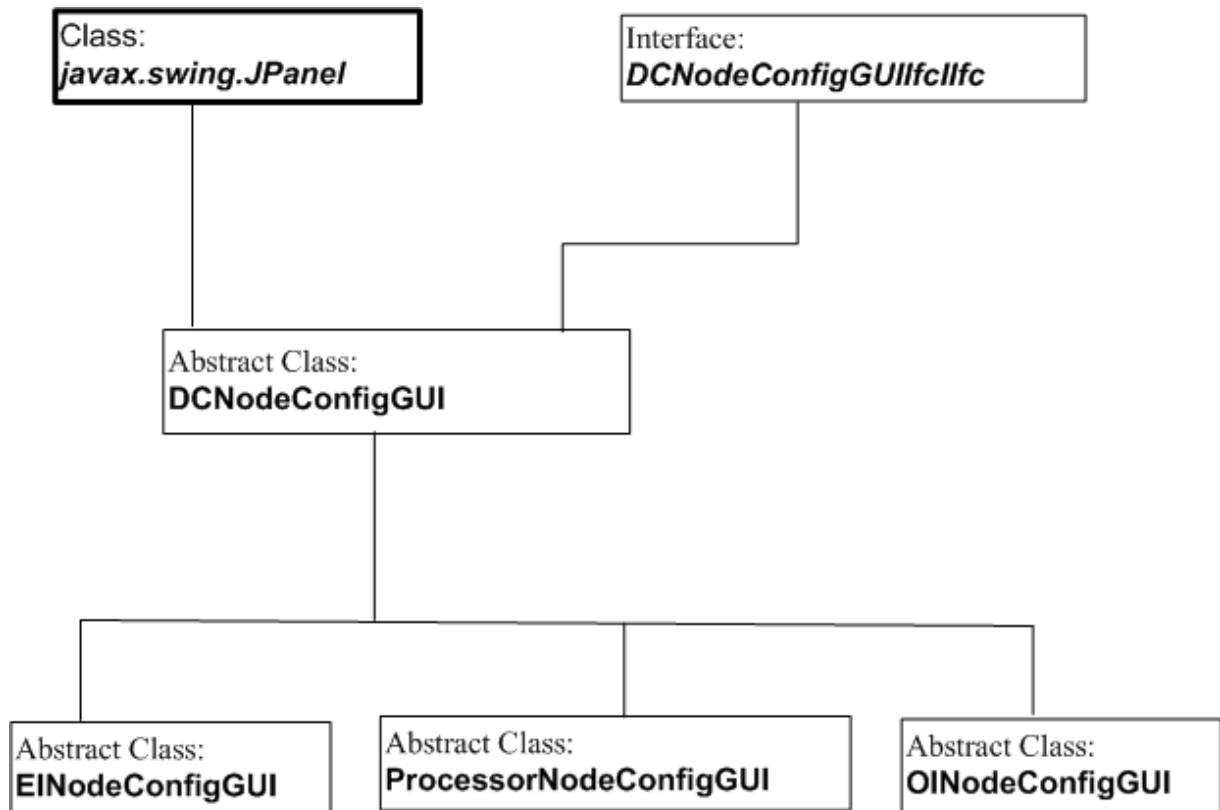 Class:
javax.swing.JPanel
Interface:
DCNodeConfigGUIIfcIIfc
Abstract Class:
DCNodeConfigGUI
Abstract Class:
EINodeConfigGUI
Abstract Class:
ProcessorNodeConfigGUI
Abstract Class:
OINodeConfigGUI